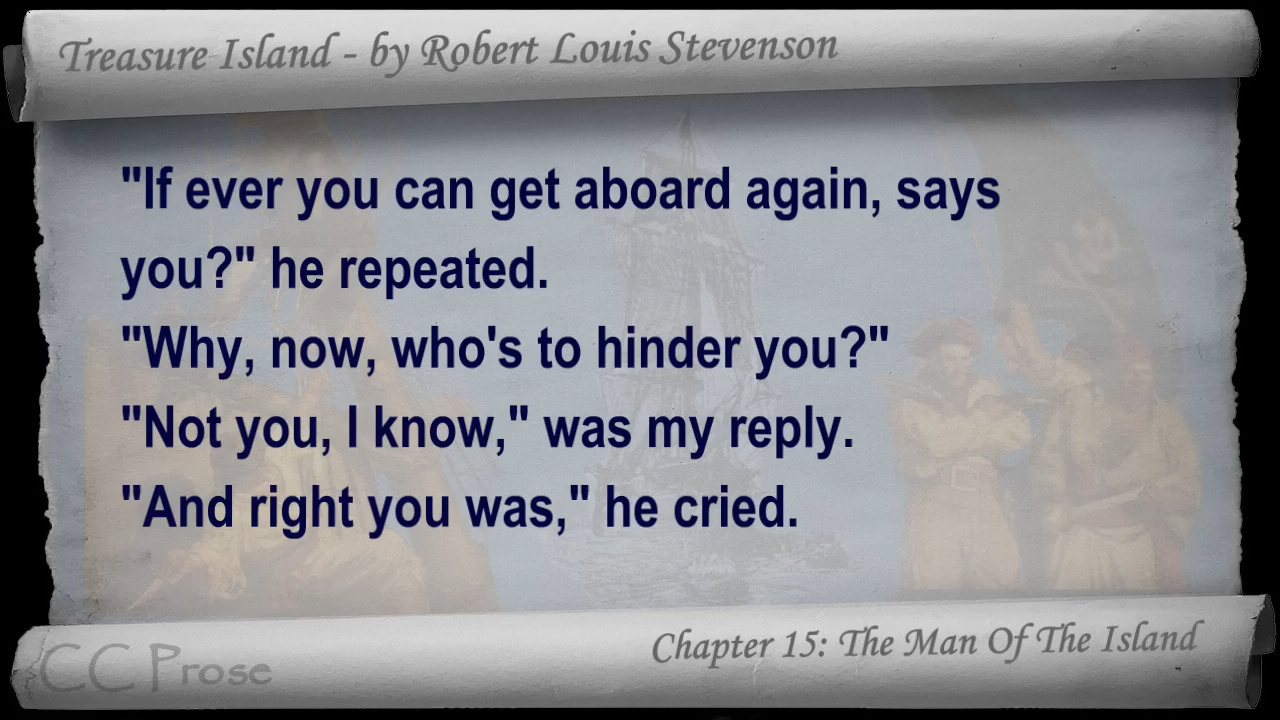 Treasure Island - by Robert Louis Stevenson
"If ever you can get aboard again, says
you?" he repeated.
"Why, now, who's to hinder you?"
"Not you, I know," was my reply.
"And right you was," he cried.
Chapter 15: The Man Of The Island
CC Prose